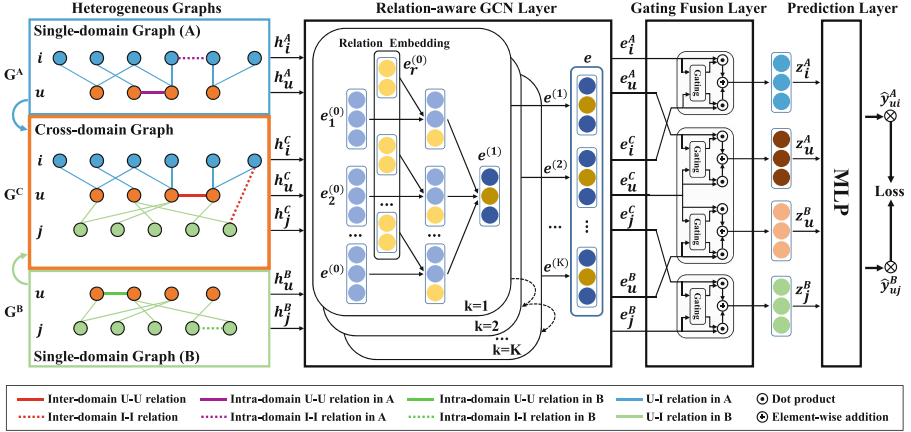 Heterogeneous Graphs
Relation-aware GCN Layer
Gating Fusion Layer
Prediction Layer
Single-domain Graph (A)
i
u
G^A
Cross-domain Graph
i
u
j
G^C
u
j
G^B
Single-domain Graph (B)
h_i^A
h_u^A
h_i^C
h_u^C
h_j^C
h_u^B
h_j^B
Relation Embedding
e_r^(0)
e_1^(0)
e_2^(0)
...
...
...
e^(0)
e^(1)
k=1
k=2
...
k=K
e
e^(1)
e^(2)
...
...
e^(K)
e_i^A
e_u^A
e_i^C
e_u^C
e_j^C
e_u^B
e_j^B
Gating
Gating
Gating
Gating
z_i^A
z_u^A
z_u^B
z_j^B
MLP
ŷ_ui^A
Loss
ŷ_uj^B
Inter-domain U-U relation
Intra-domain U-U relation in A
Intra-domain U-U relation in B
U-I relation in A
Dot product
Inter-domain I-I relation
Intra-domain I-I relation in A
Intra-domain I-I relation in B
U-I relation in B
Element-wise addition